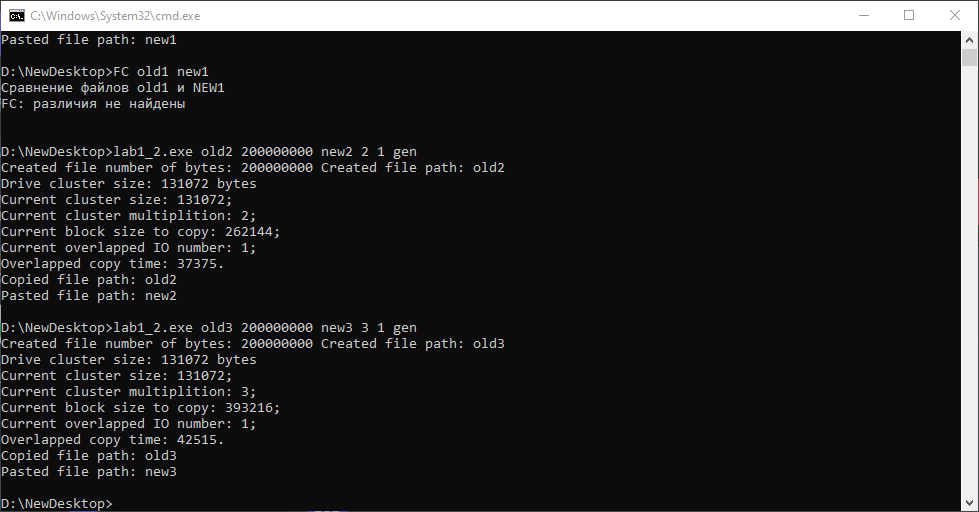 C:\Windows\System32\cmd.exe
Pasted file path: new1
D:\NewDesktop>FC old1 new1
Сравнение файлов old1 и NEW1
FC: различия не найдены
D:\NewDesktop>lab1_2.exe old2 200000000 new2 2 1 gen
Created file number of bytes: 200000000 Created file path: old2
Drive cluster size: 131072 bytes
Current cluster size: 131072;
Current cluster multiplition: 2;
Current block size to copy: 262144;
Current overlapped IO number: 1;
Overlapped copy time: 37375.
Copied file path: old2
Pasted file path: new2
D:\NewDesktop>lab1_2.exe old3 200000000 new3 3 1 gen
Created file number of bytes: 200000000 Created file path: old3
Drive cluster size: 131072 bytes
Current cluster size: 131072;
Current cluster multiplition: 3;
Current block size to copy: 393216;
Current overlapped IO number: 1;
Overlapped copy time: 42515.
Copied file path: old3
Pasted file path: new3
D:\NewDesktop>